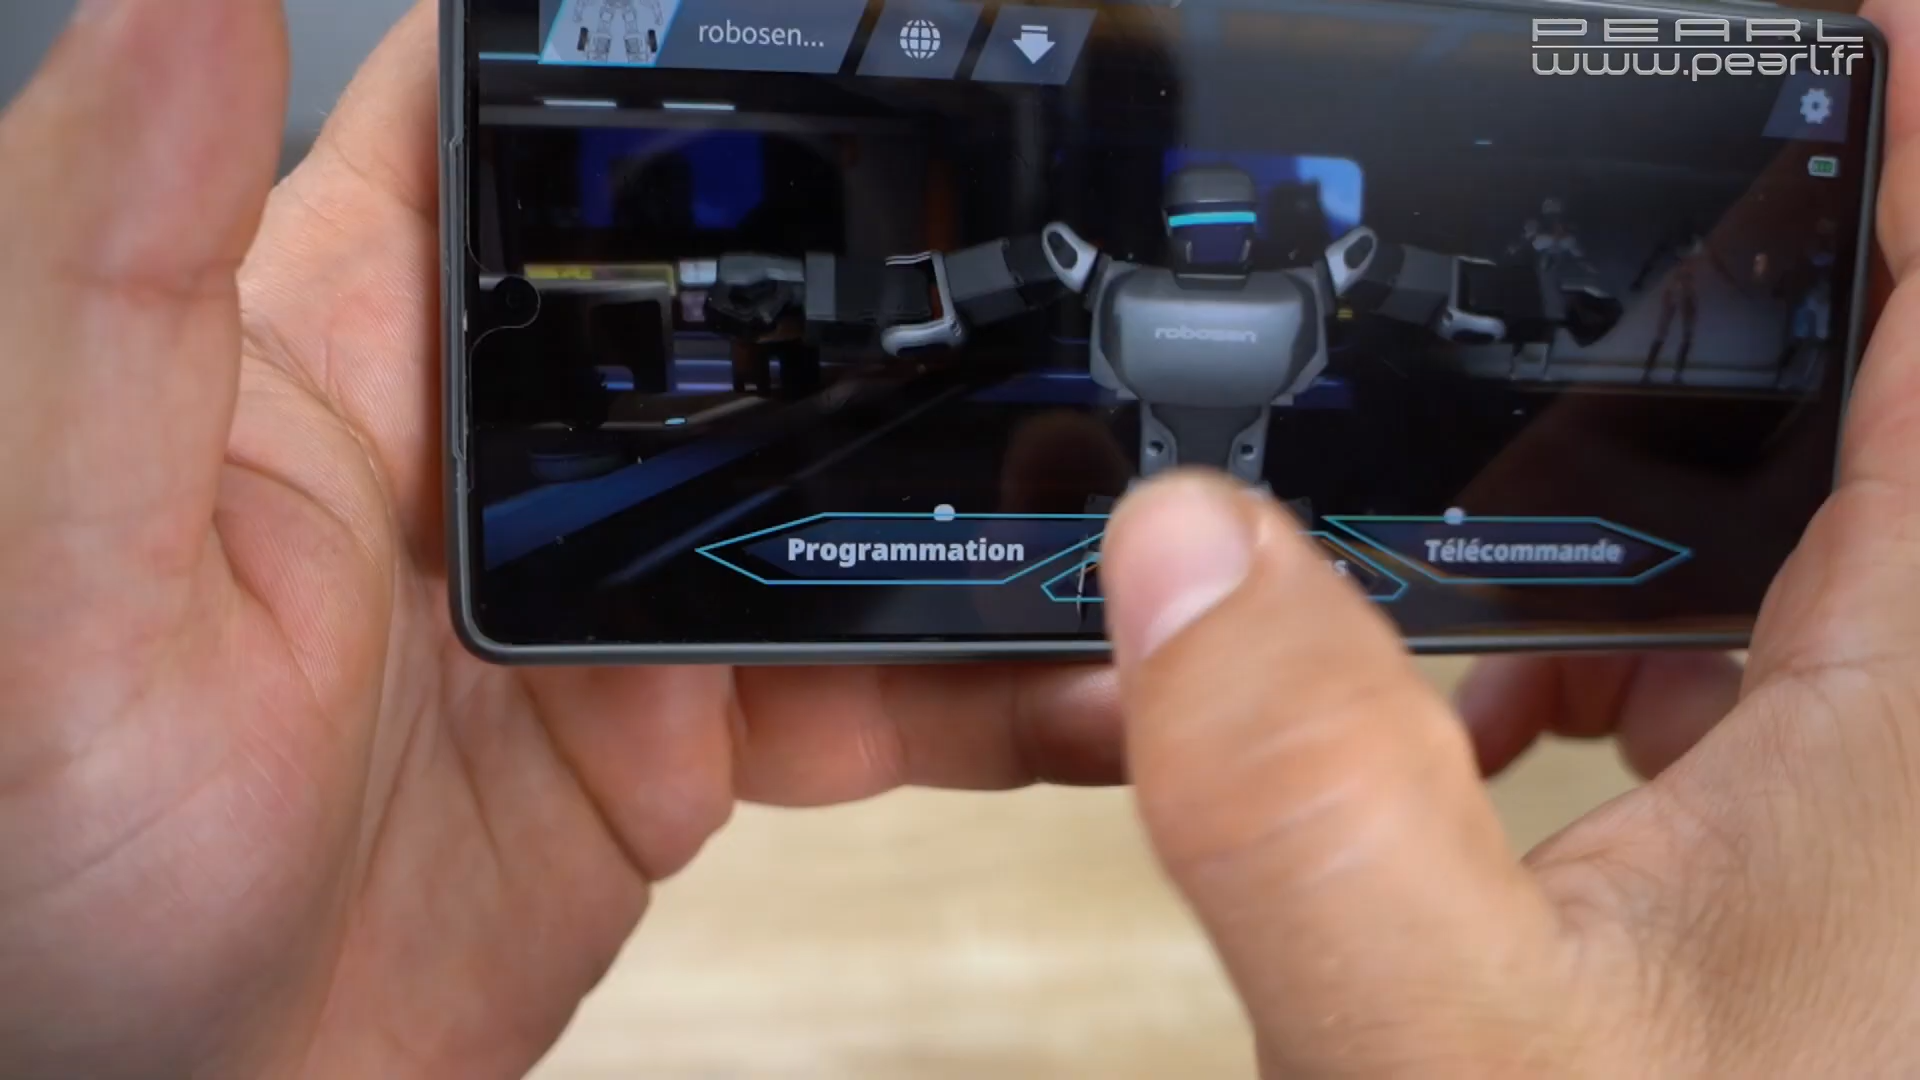 PEARL
www.pearl.fr
robosen...
robosen
Programmation
Télécommande